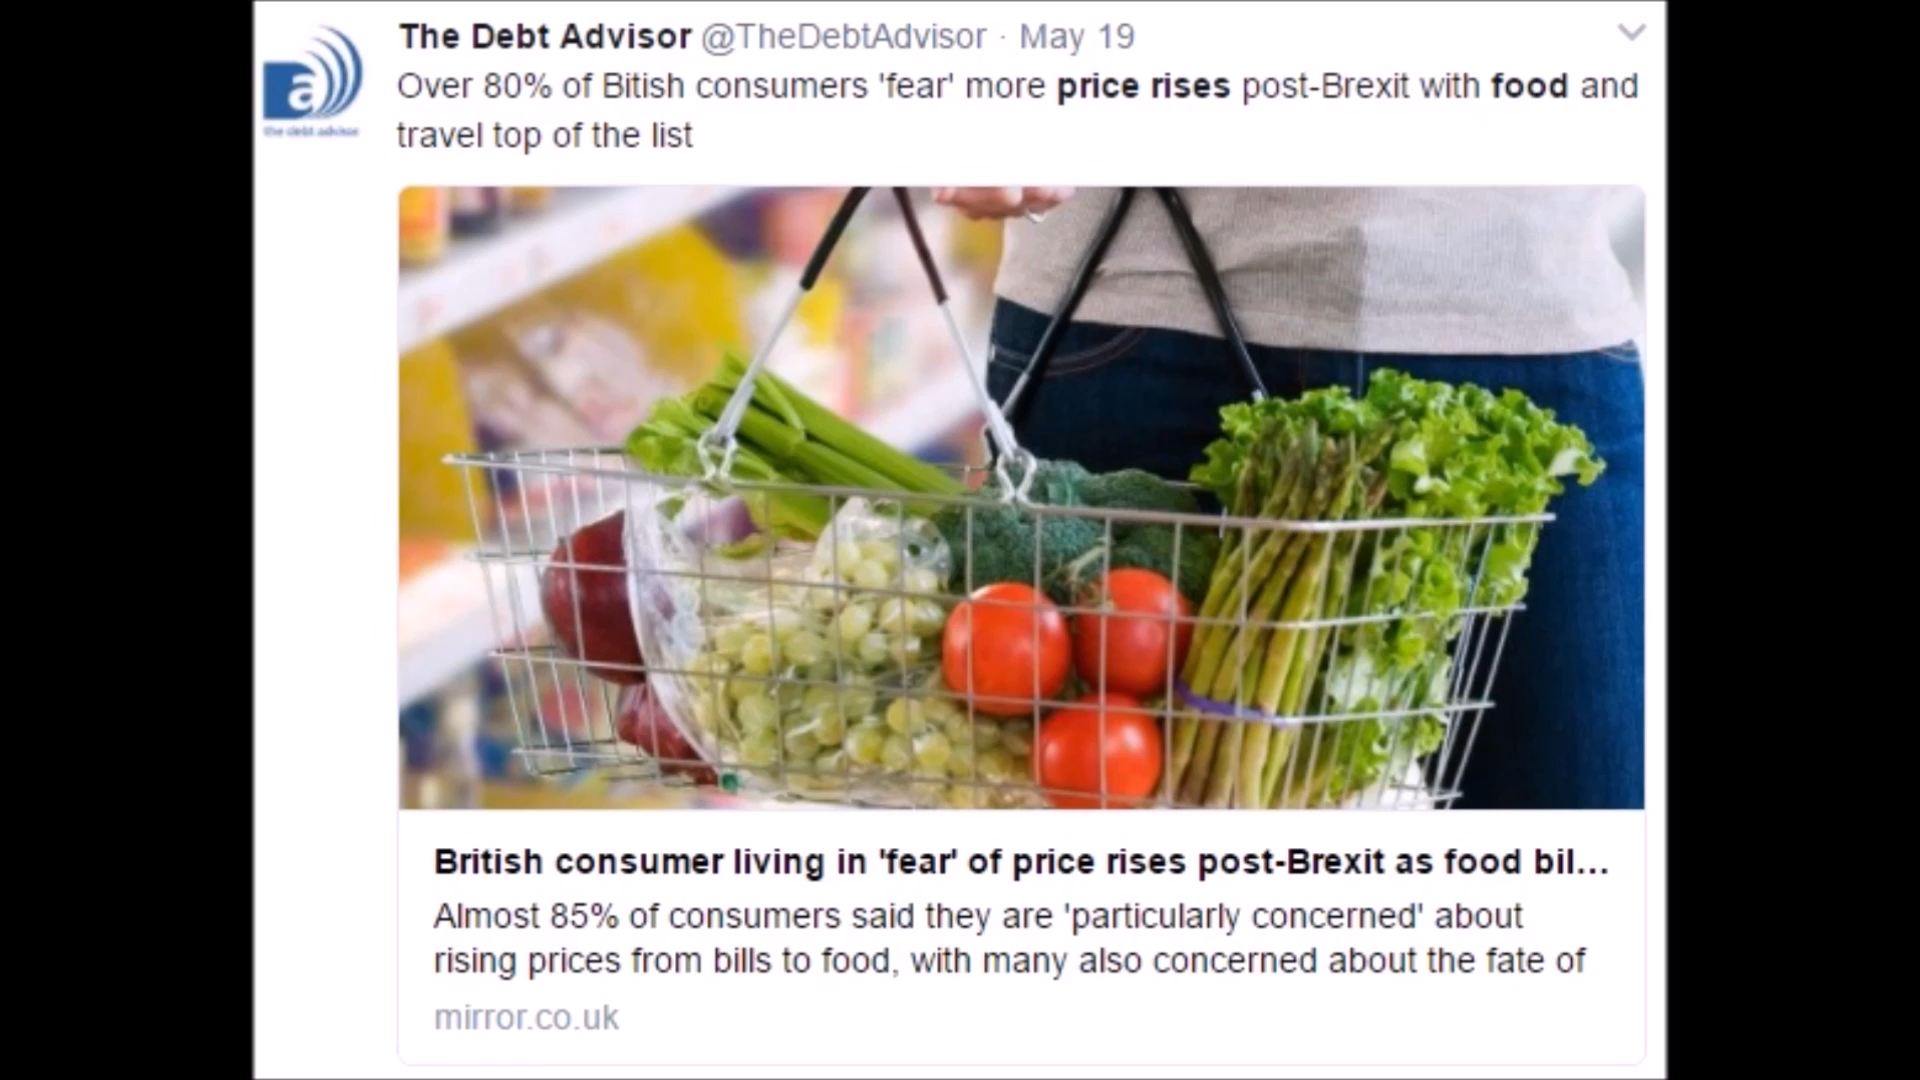 The Debt Advisor @TheDebtAdvisor · May 19
Over 80% of Bitish consumers 'fear' more price rises post-Brexit with food and
travel top of the list
a
the debt advisor
British consumer living in 'fear' of price rises post-Brexit as food bil...
Almost 85% of consumers said they are 'particularly concerned' about
rising prices from bills to food, with many also concerned about the fate of
mirror.co.uk